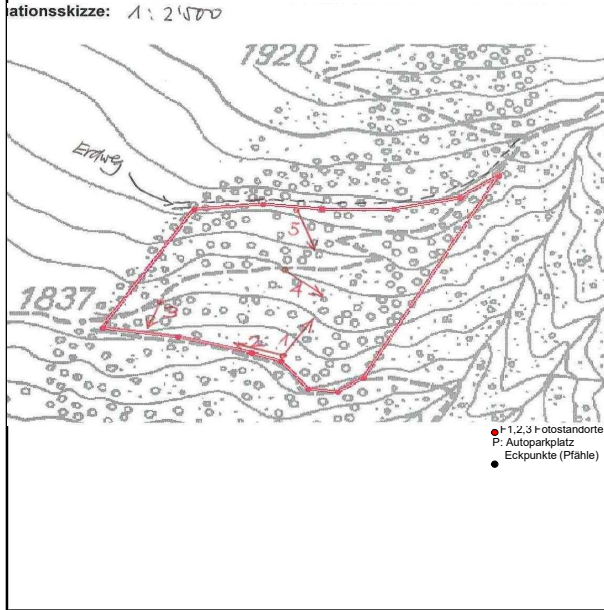 ationsskizze: 1 : 2'500
1920
Erdweg
5
4
1837
3
2
1
F1,2,3 Fotostandorte
P: Autoparkplatz
Eckpunkte (Pfähle)